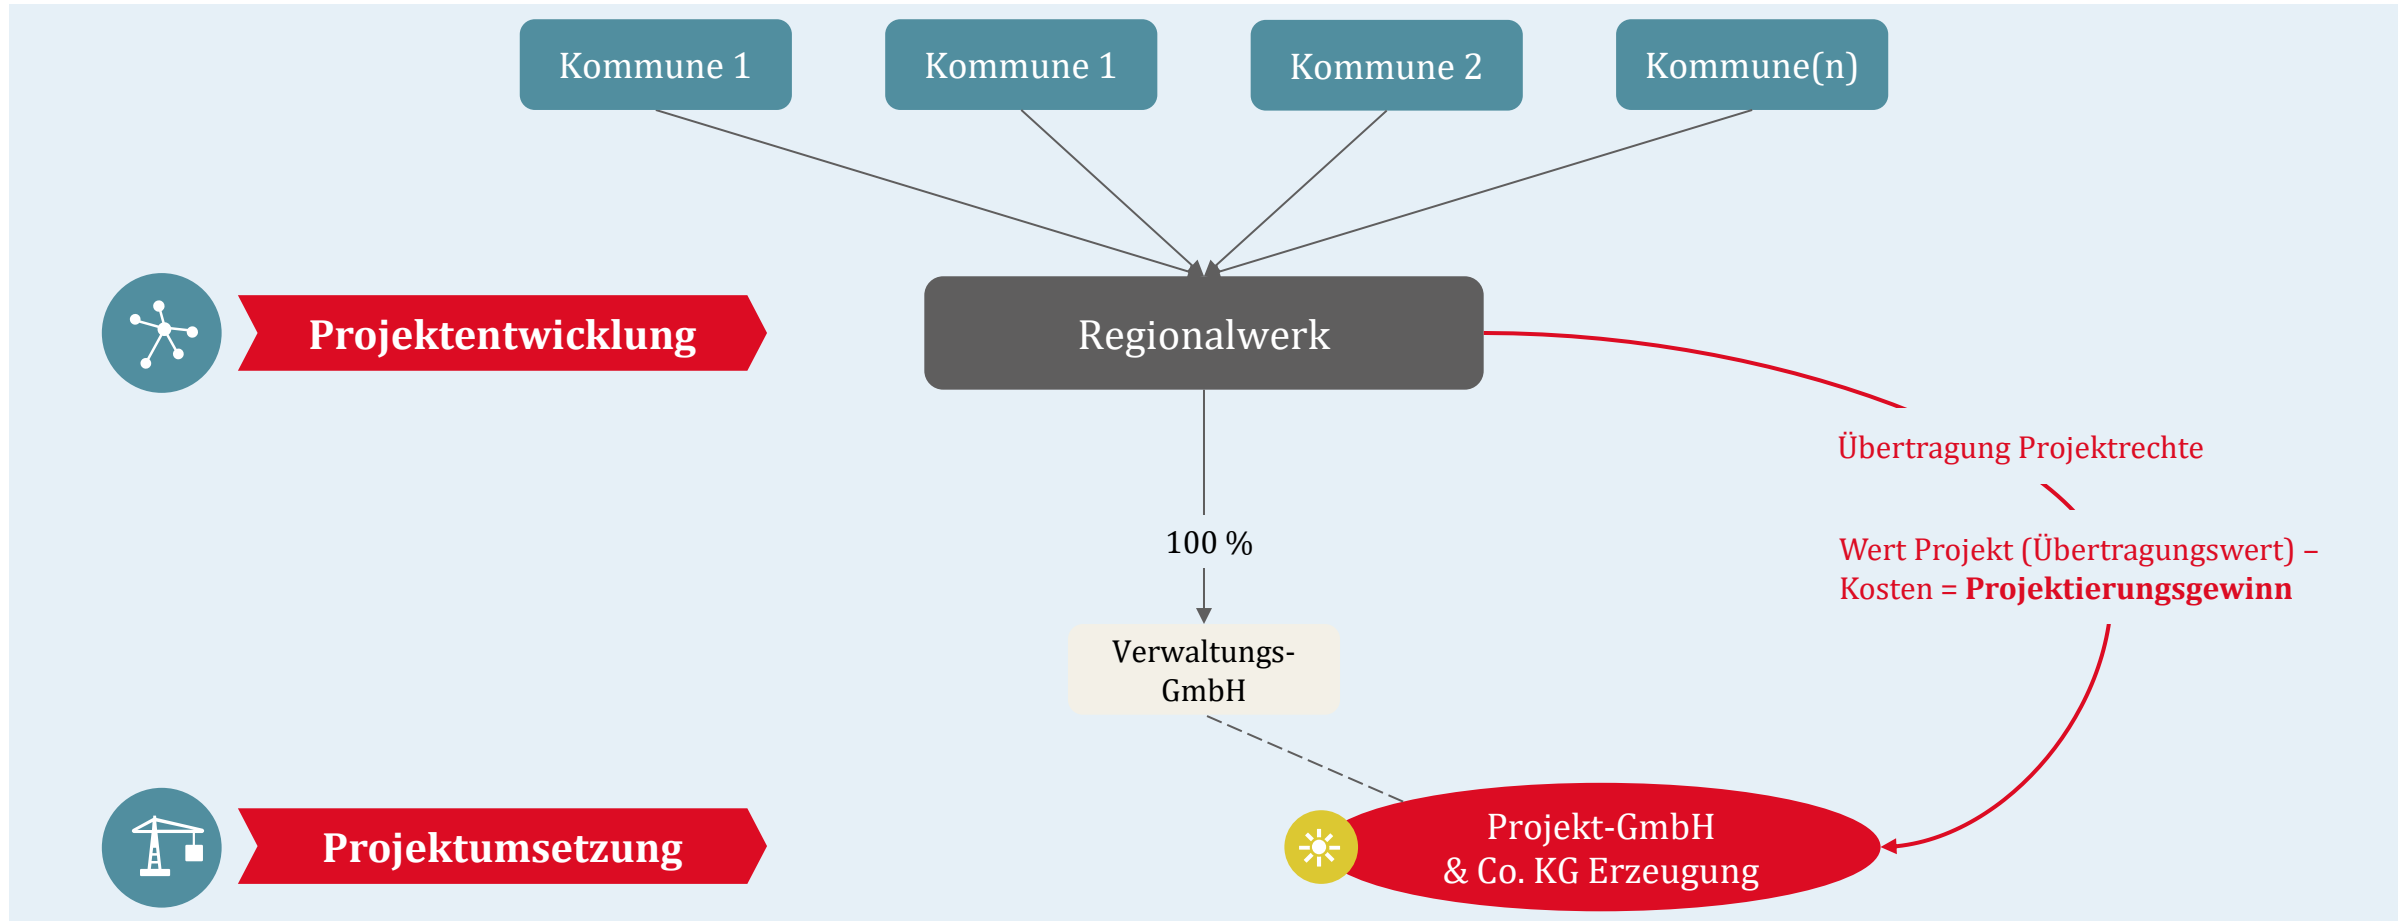 Kommune 1
Kommune 1
Kommune 2
Kommune(n)
Projektentwicklung
Regionalwerk
Übertragung Projektrechte
100 %
Wert Projekt (Übertragungswert) –
Kosten = Projektierungsgewinn
Verwaltungs-
GmbH
Projektumsetzung
Projekt-GmbH
& Co. KG Erzeugung